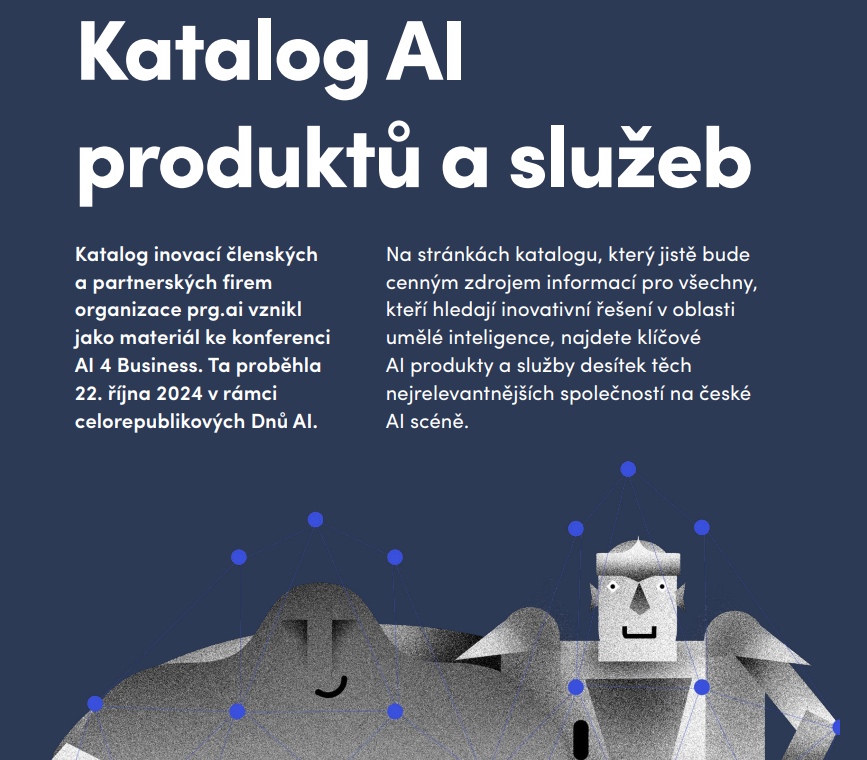 Katalog AI
produktů a služeb
Katalog inovací členských
a partnerských firem
organizace prg.ai vznikl
jako materiál ke konferenci
AI 4 Business. Ta proběhla
22. října 2024 v rámci
celorepublikových Dnů AI.
Na stránkách katalogu, který jistě bude
cenným zdrojem informací pro všechny,
kteří hledají inovativní řešení v oblasti
umělé inteligence, najdete klíčové
AI produkty a služby desítek těch
nejrelevantnějších společností na české
AI scéně.